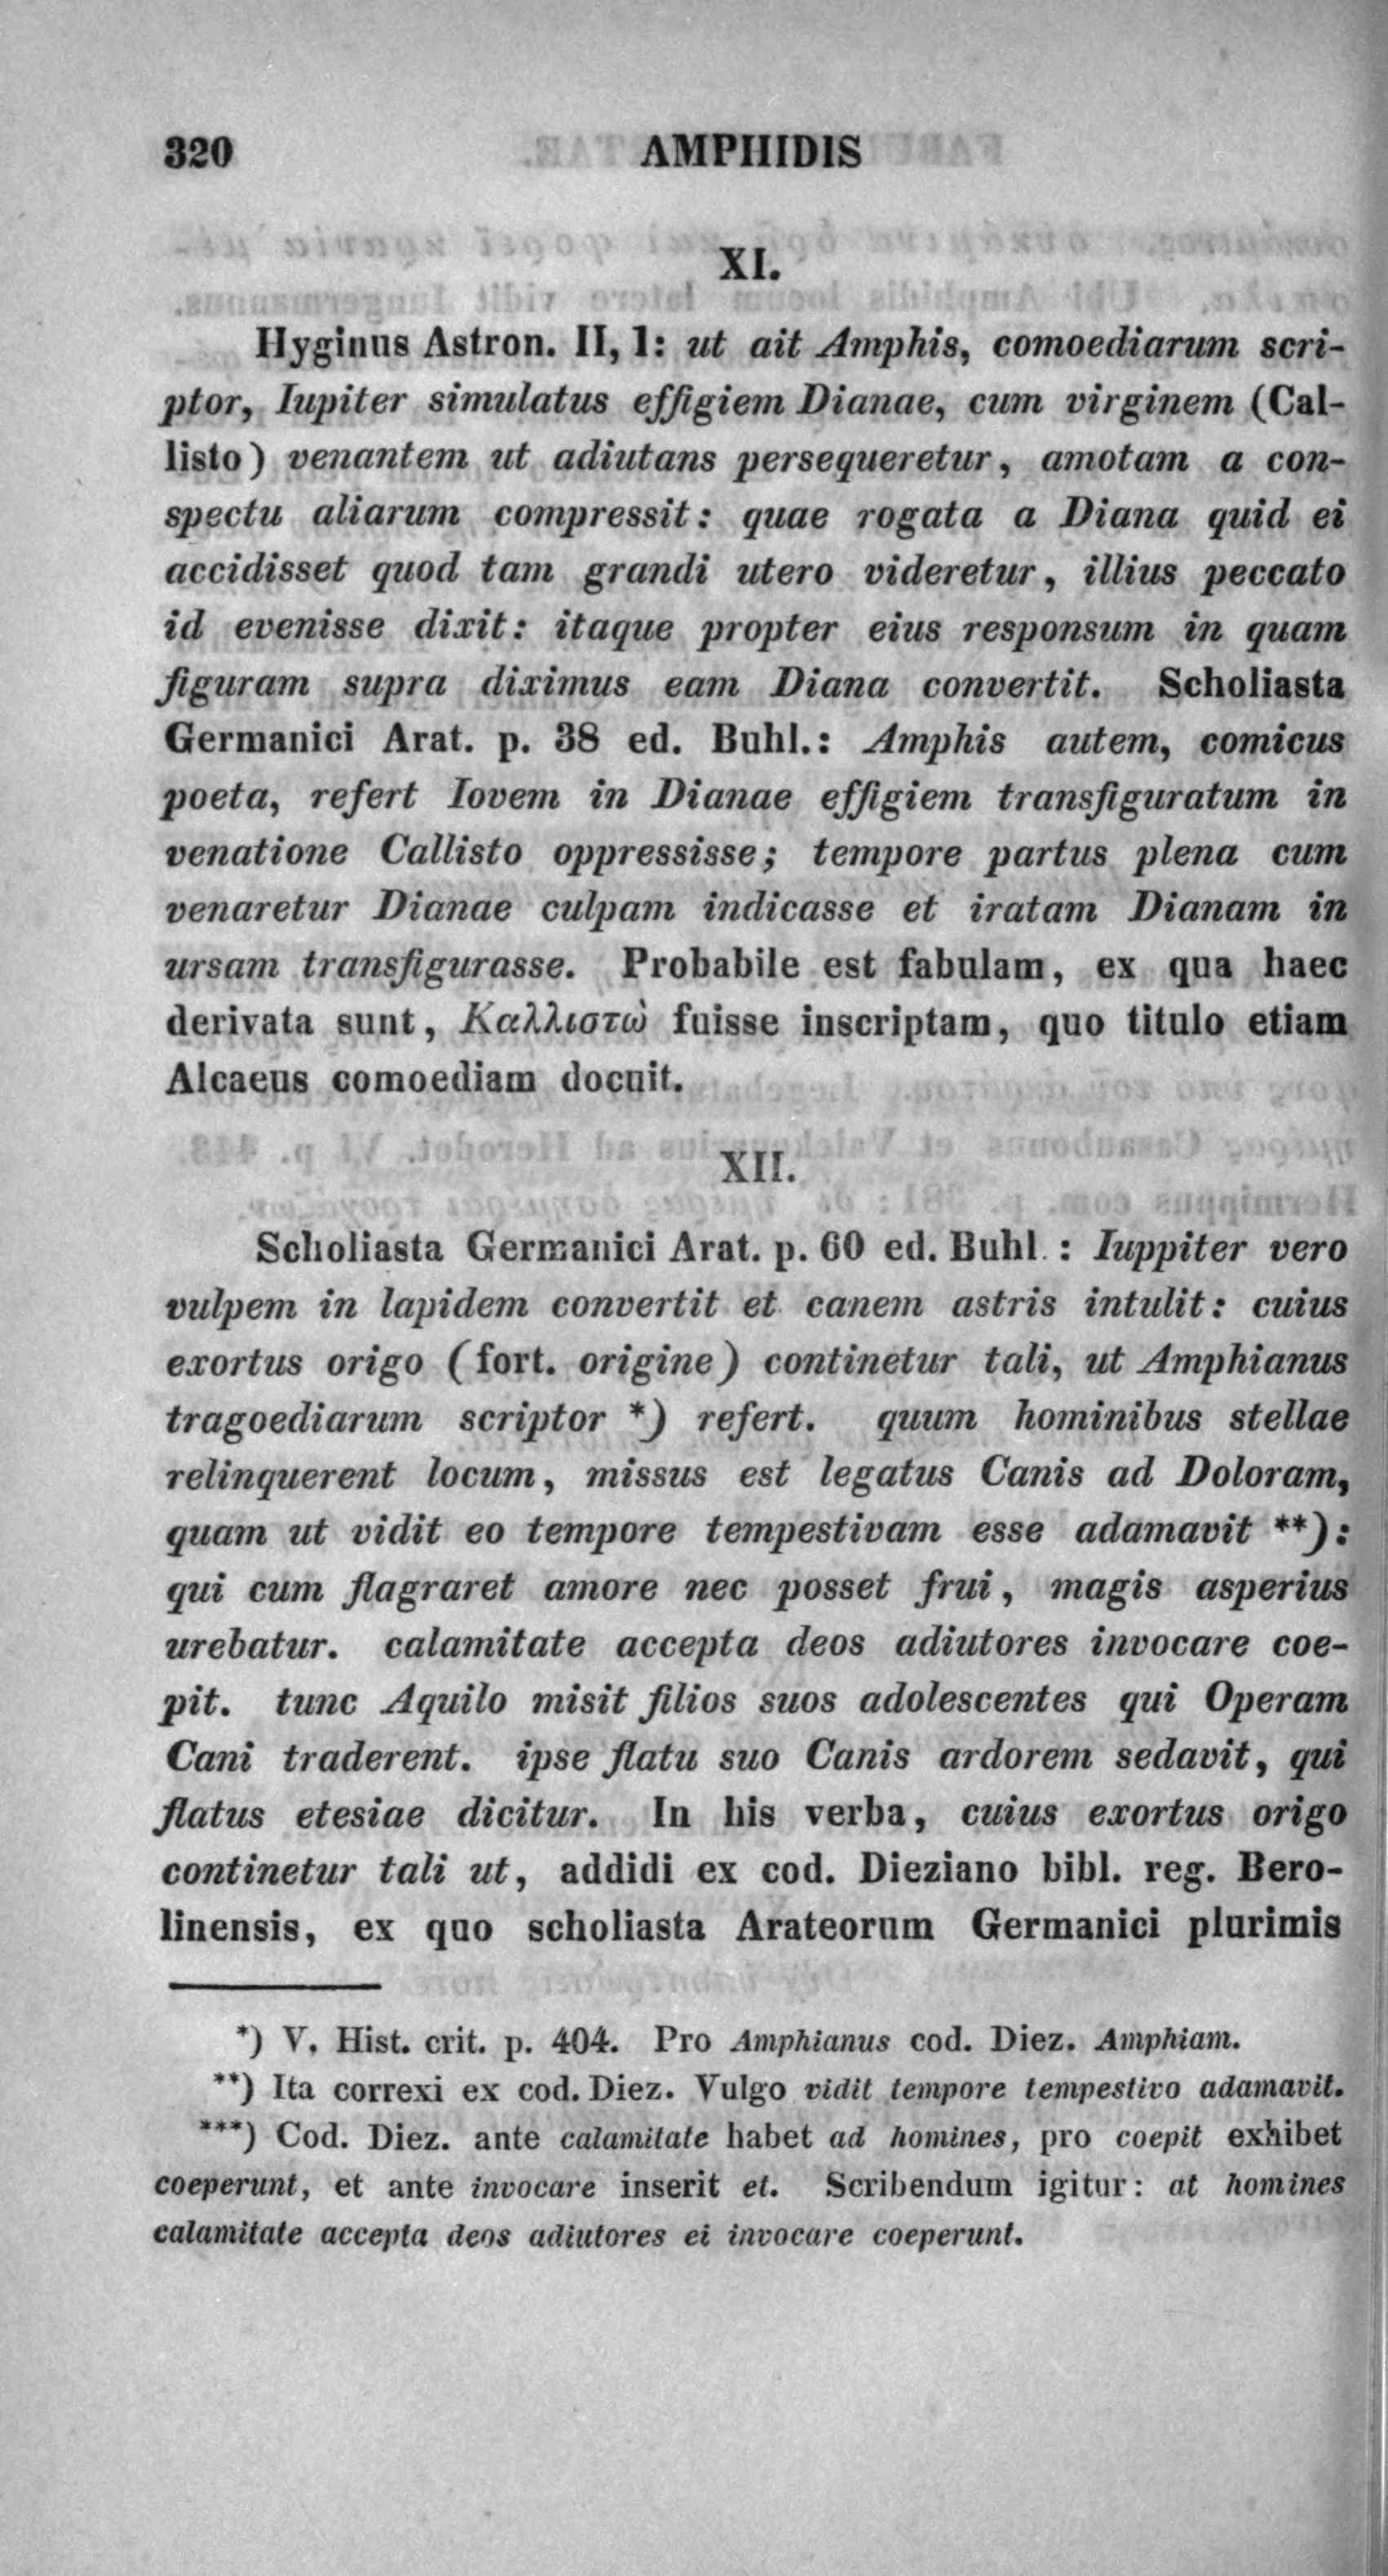 320 AMPHIDIS
XI.
Hyginus Astron. II, 1: ut ait Amphis, comoediarum scri-
ptor, Iupiter simulatus effigiem Dianae, cum virginem (Cal-
listo) venantem ut adiutans persequeretur, amotam a con-
spectu aliarum compressit: quae rogata a Diana quid ei
accidisset quod tam grandi utero videretur, illius peccato
id evenisse dixit: itaque propter eius responsum in quam
figuram supra diximus eam Diana convertit. Scholiasta
Germanici Arat. p. 38 ed. Buhl.: Amphis autem, comicus
poeta, refert Iovem in Dianae effigiem transfiguratum in
venatione Callisto oppressisse; tempore partus plena cum
venaretur Dianae culpam indicasse et iratam Dianam in
ursam transfigurasse. Probabile est fabulam, ex qua haec
derivata sunt, Καλλιστὼ fuisse inscriptam, quo titulo etiam
Alcaeus comoediam docuit.
XII.
Scholiasta Germanici Arat. p. 60 ed. Buhl.: Iuppiter vero
vulpem in lapidem convertit et canem astris intulit: cuius
exortus origo (fort. origine) continetur tali, ut Amphianus
tragoediarum scriptor *) refert. quum hominibus stellae
relinquerent locum, missus est legatus Canis ad Doloram,
quam ut vidit eo tempore tempestivam esse adamavit **):
qui cum flagraret amore nec posset frui, magis asperius
urebatur. calamitate accepta deos adiutores invocare coe-
pit. tunc Aquilo misit filios suos adolescentes qui Operam
Cani traderent. ipse flatu suo Canis ardorem sedavit, qui
flatus etesiae dicitur. In his verba, cuius exortus origo
continetur tali ut, addidi ex cod. Dieziano bibl. reg. Bero-
linensis, ex quo scholiasta Arateorum Germanici plurimis
*) V. Hist. crit. p. 404. Pro Amphianus cod. Diez. Amphiam.
**) Ita correxi ex cod. Diez. Vulgo vidit tempore tempestivo adamavit.
***) Cod. Diez. ante calamitate habet ad homines, pro coepit exhibet
coeperunt, et ante invocare inserit et. Scribendum igitur: at homines
calamitate accepta deos adiutores ei invocare coeperunt.